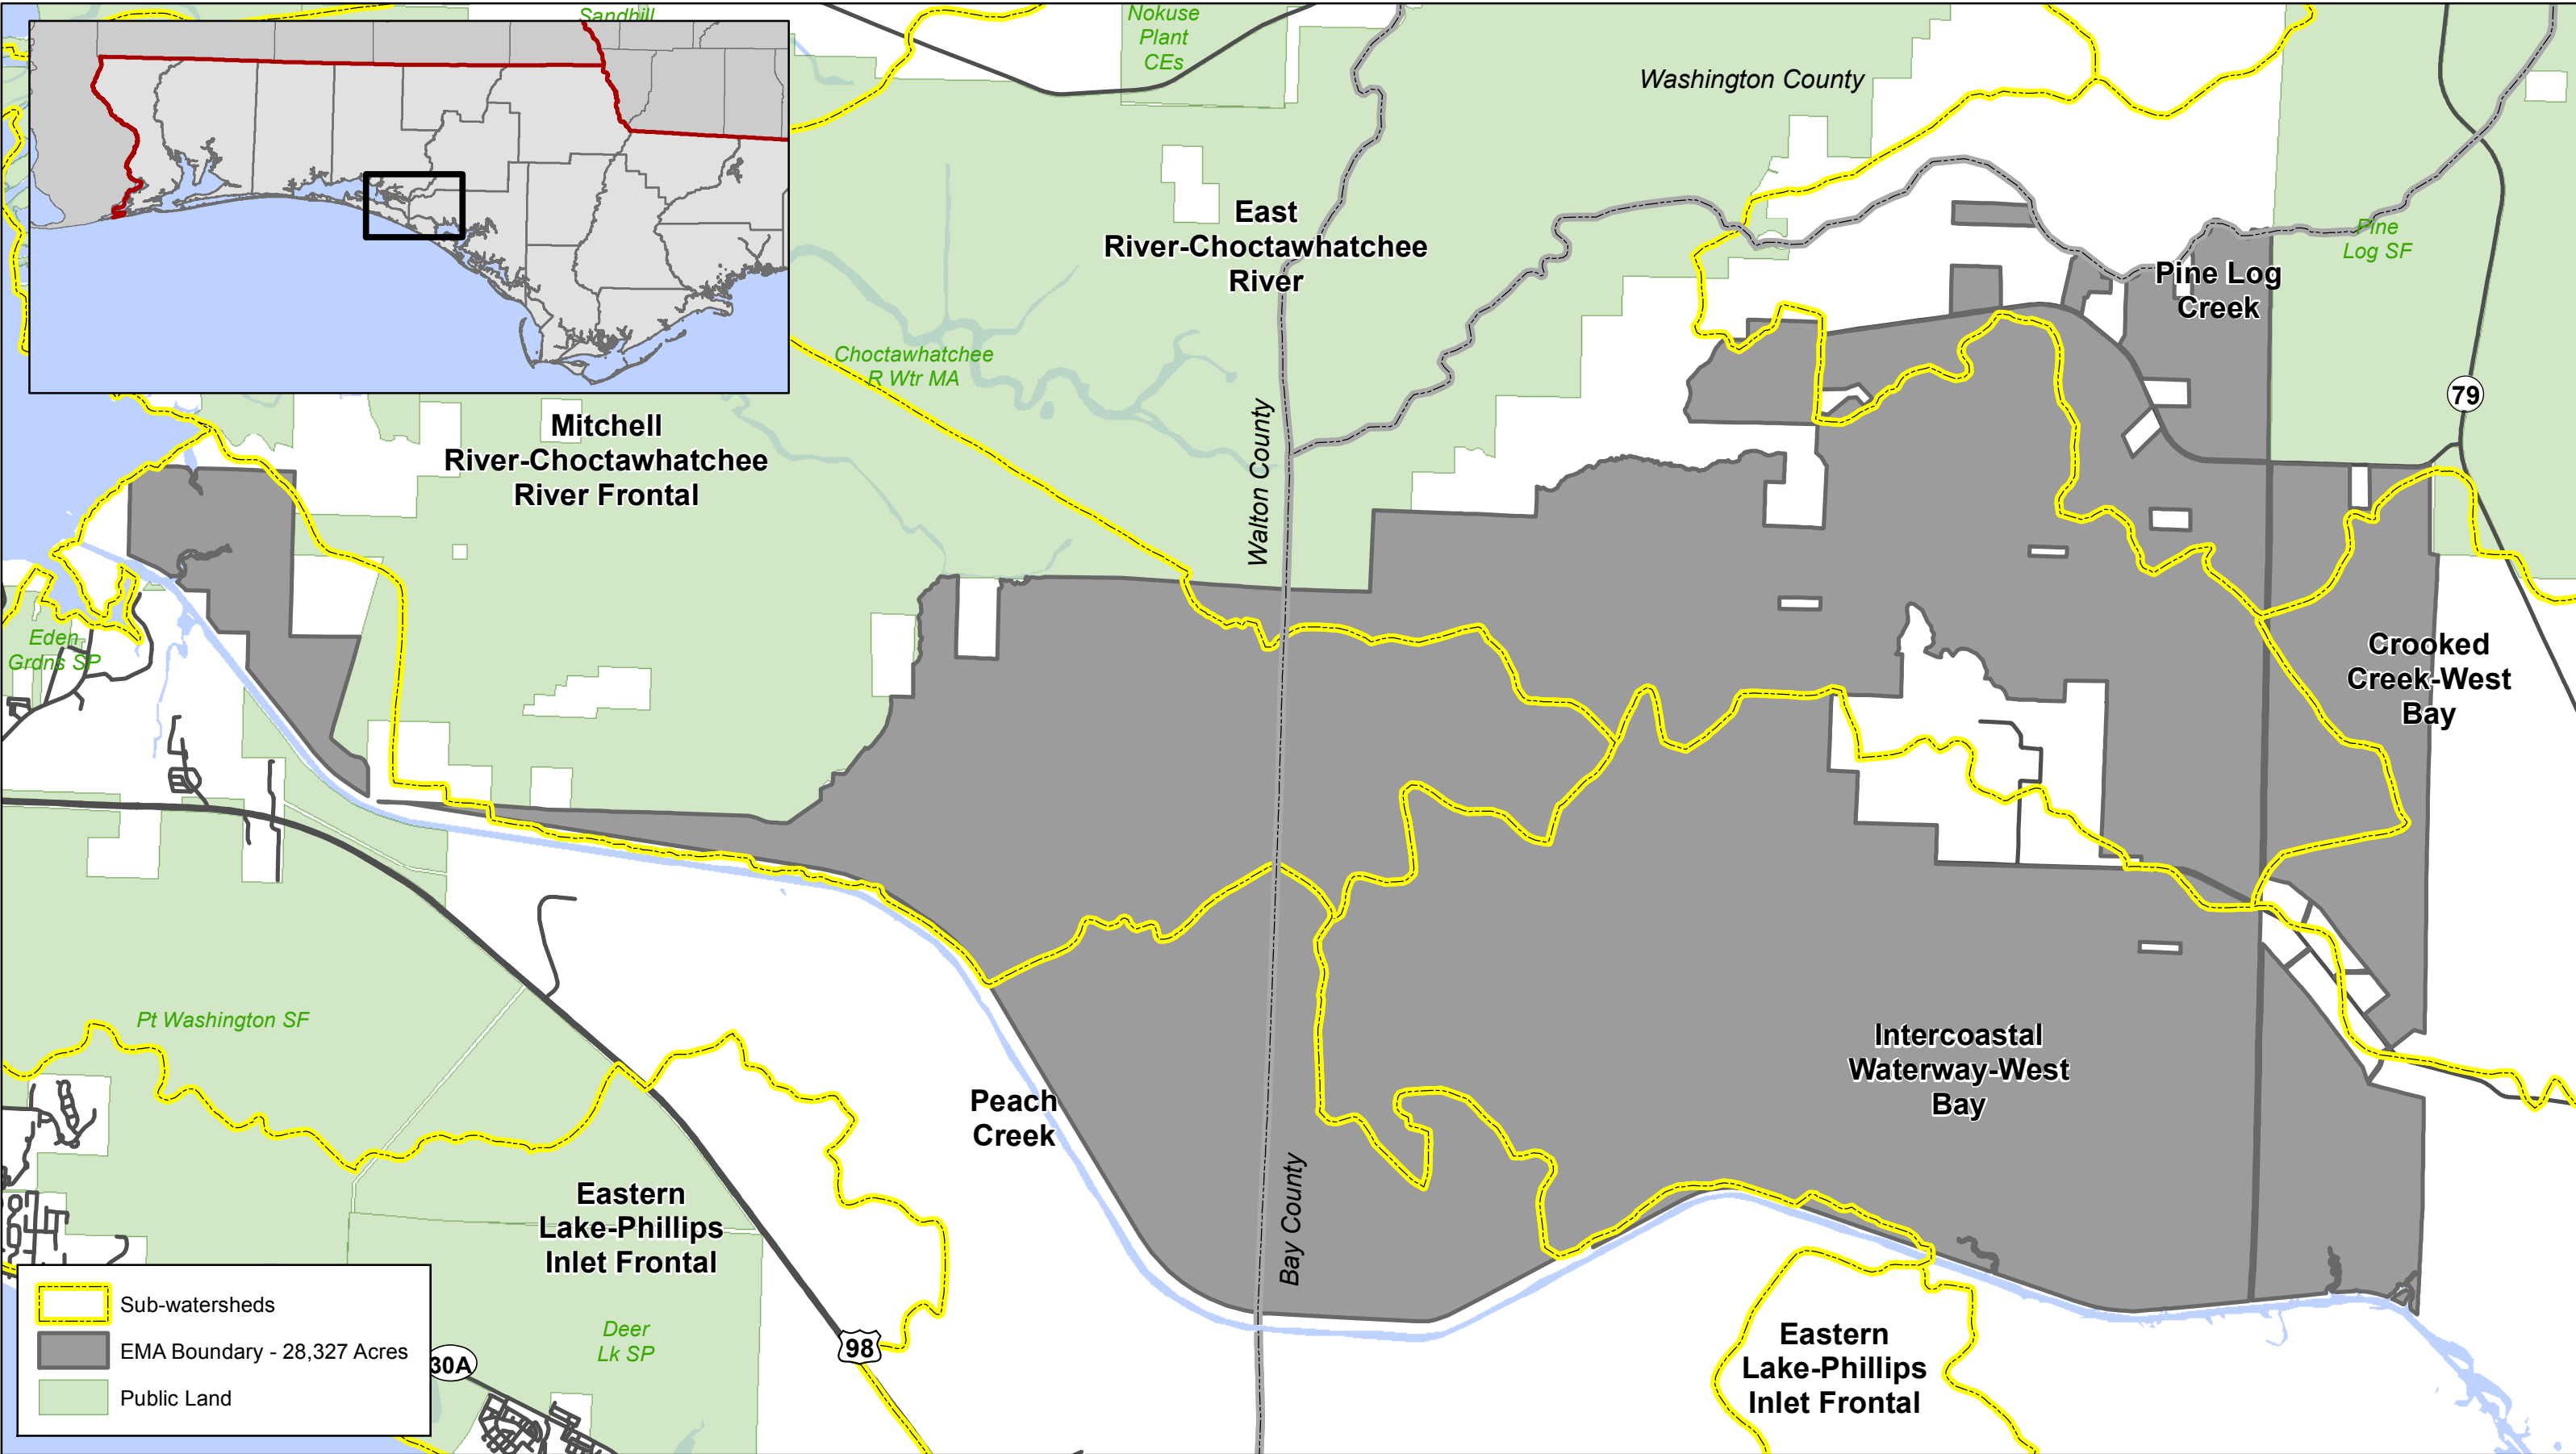 Sandhill
Nokuse
Plant
CEs
Washington County
East
River-Choctawhatchee
River
Pine
Log SF
Pine Log
Creek
Choctawhatchee
R Wtr MA
79
Mitchell
River-Choctawhatchee
River Frontal
Walton County
Eden
Grdns SP
Crooked
Creek-West
Bay
Pt Washington SF
Peach
Creek
Intercoastal
Waterway-West
Bay
Bay County
Eastern
Lake-Phillips
Inlet Frontal
Deer
Lk SP
98
30A
Eastern
Lake-Phillips
Inlet Frontal
Sub-watersheds
EMA Boundary - 28,327 Acres
Public Land